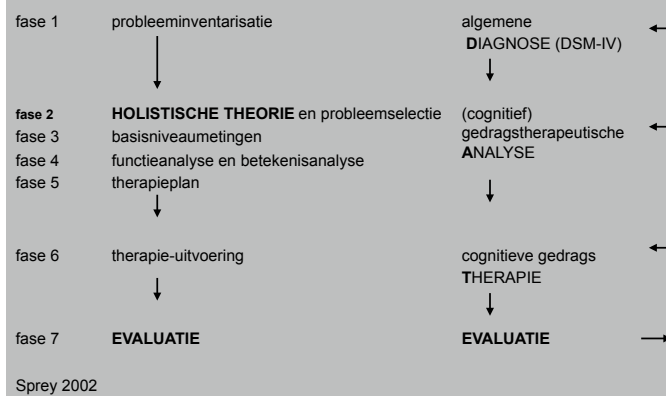 fase 1 probleeminventarisatie algemene
DIAGNOSE (DSM-IV)
fase 2 HOLISTISCHE THEORIE en probleemselectie (cognitief)
fase 3 basisniveaumetingen gedragstherapeutische
fase 4 functieanalyse en betekenisanalyse ANALYSE
fase 5 therapieplan
fase 6 therapie-uitvoering cognitieve gedrags
THERAPIE
fase 7 EVALUATIE EVALUATIE
Sprey 2002